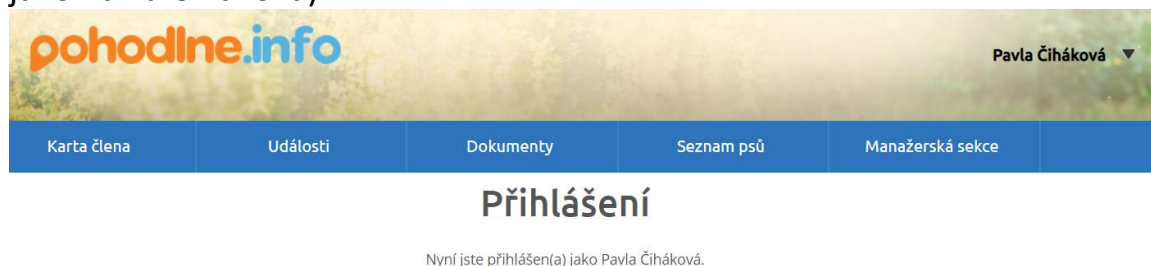 pohodlne.info
Pavla Čiháková
Karta člena Události Dokumenty Seznam psů Manažerská sekce
Přihlášení
Nyní jste přihlášen(a) jako Pavla Čiháková.